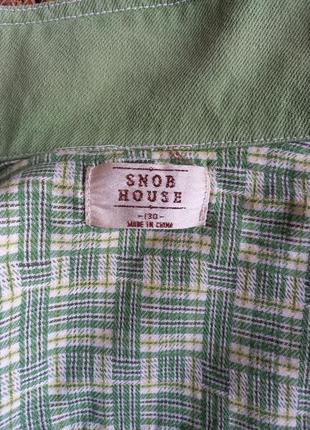 SNOB
HOUSE
-130-
MADE IN CHINA